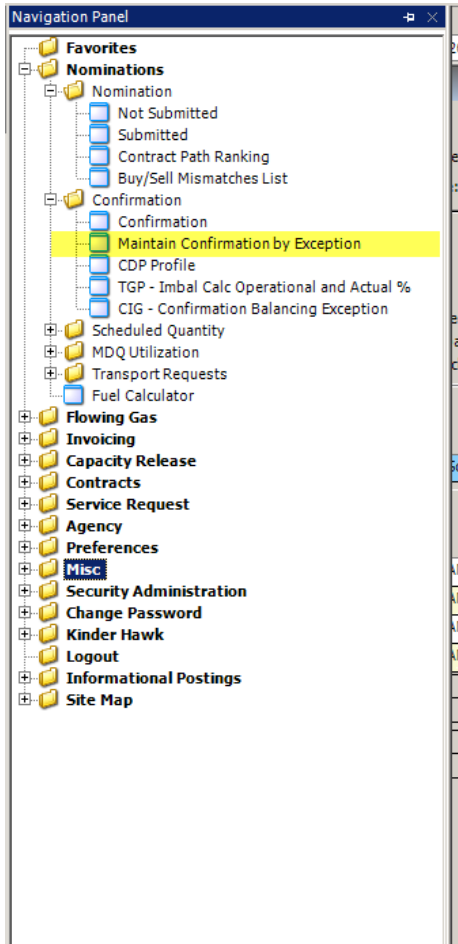 Navigation Panel
Favorites
Nominations
Nomination
Not Submitted
Submitted
Contract Path Ranking
Buy/Sell Mismatches List
Confirmation
Confirmation
Maintain Confirmation by Exception
CDP Profile
TGP - Imbal Calc Operational and Actual %
CIG - Confirmation Balancing Exception
Scheduled Quantity
MDQ Utilization
Transport Requests
Fuel Calculator
Flowing Gas
Invoicing
Capacity Release
Contracts
Service Request
Agency
Preferences
Misc
Security Administration
Change Password
Kinder Hawk
Logout
Informational Postings
Site Map